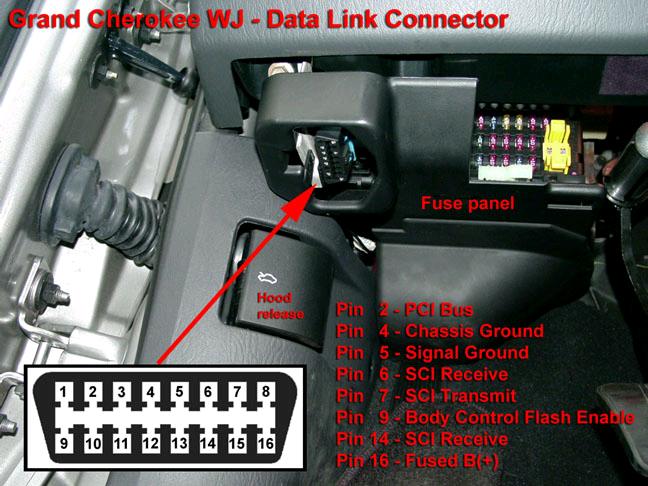 Grand Cherokee WJ - Data Link Connector
Fuse panel
Hood
release
Pin 2 - PCI Bus
Pin 4 - Chassis Ground
Pin 5 - Signal Ground
Pin 6 - SCI Receive
Pin 7 - SCI Transmit
Pin 9 - Body Control Flash Enable
Pin 14 - SCI Receive
Pin 16 - Fused B(+)
1 2 3 4 5 6 7 8
9 10 11 12 13 14 15 16